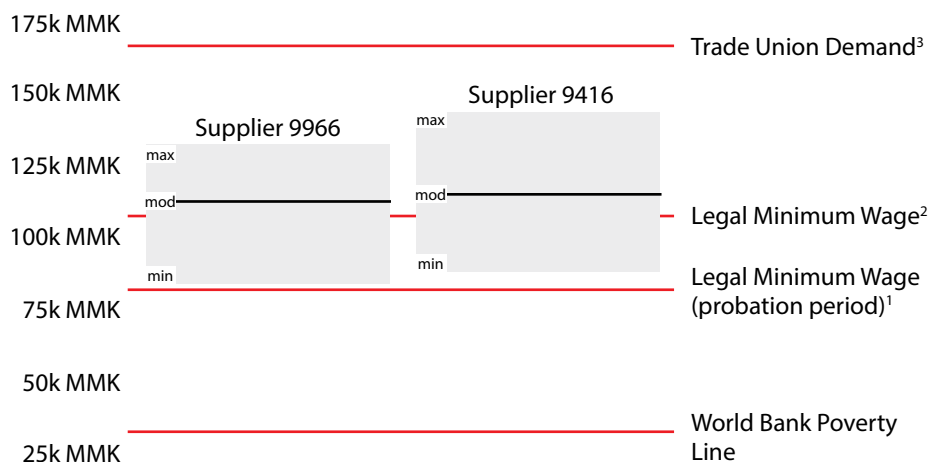 175k MMK
Trade Union Demand³
150k MMK
Supplier 9416
max
Supplier 9966
max
125k MMK
mod
mod
Legal Minimum Wage²
100k MMK
min
min
Legal Minimum Wage
(probation period)¹
75k MMK
50k MMK
World Bank Poverty
Line
25k MMK